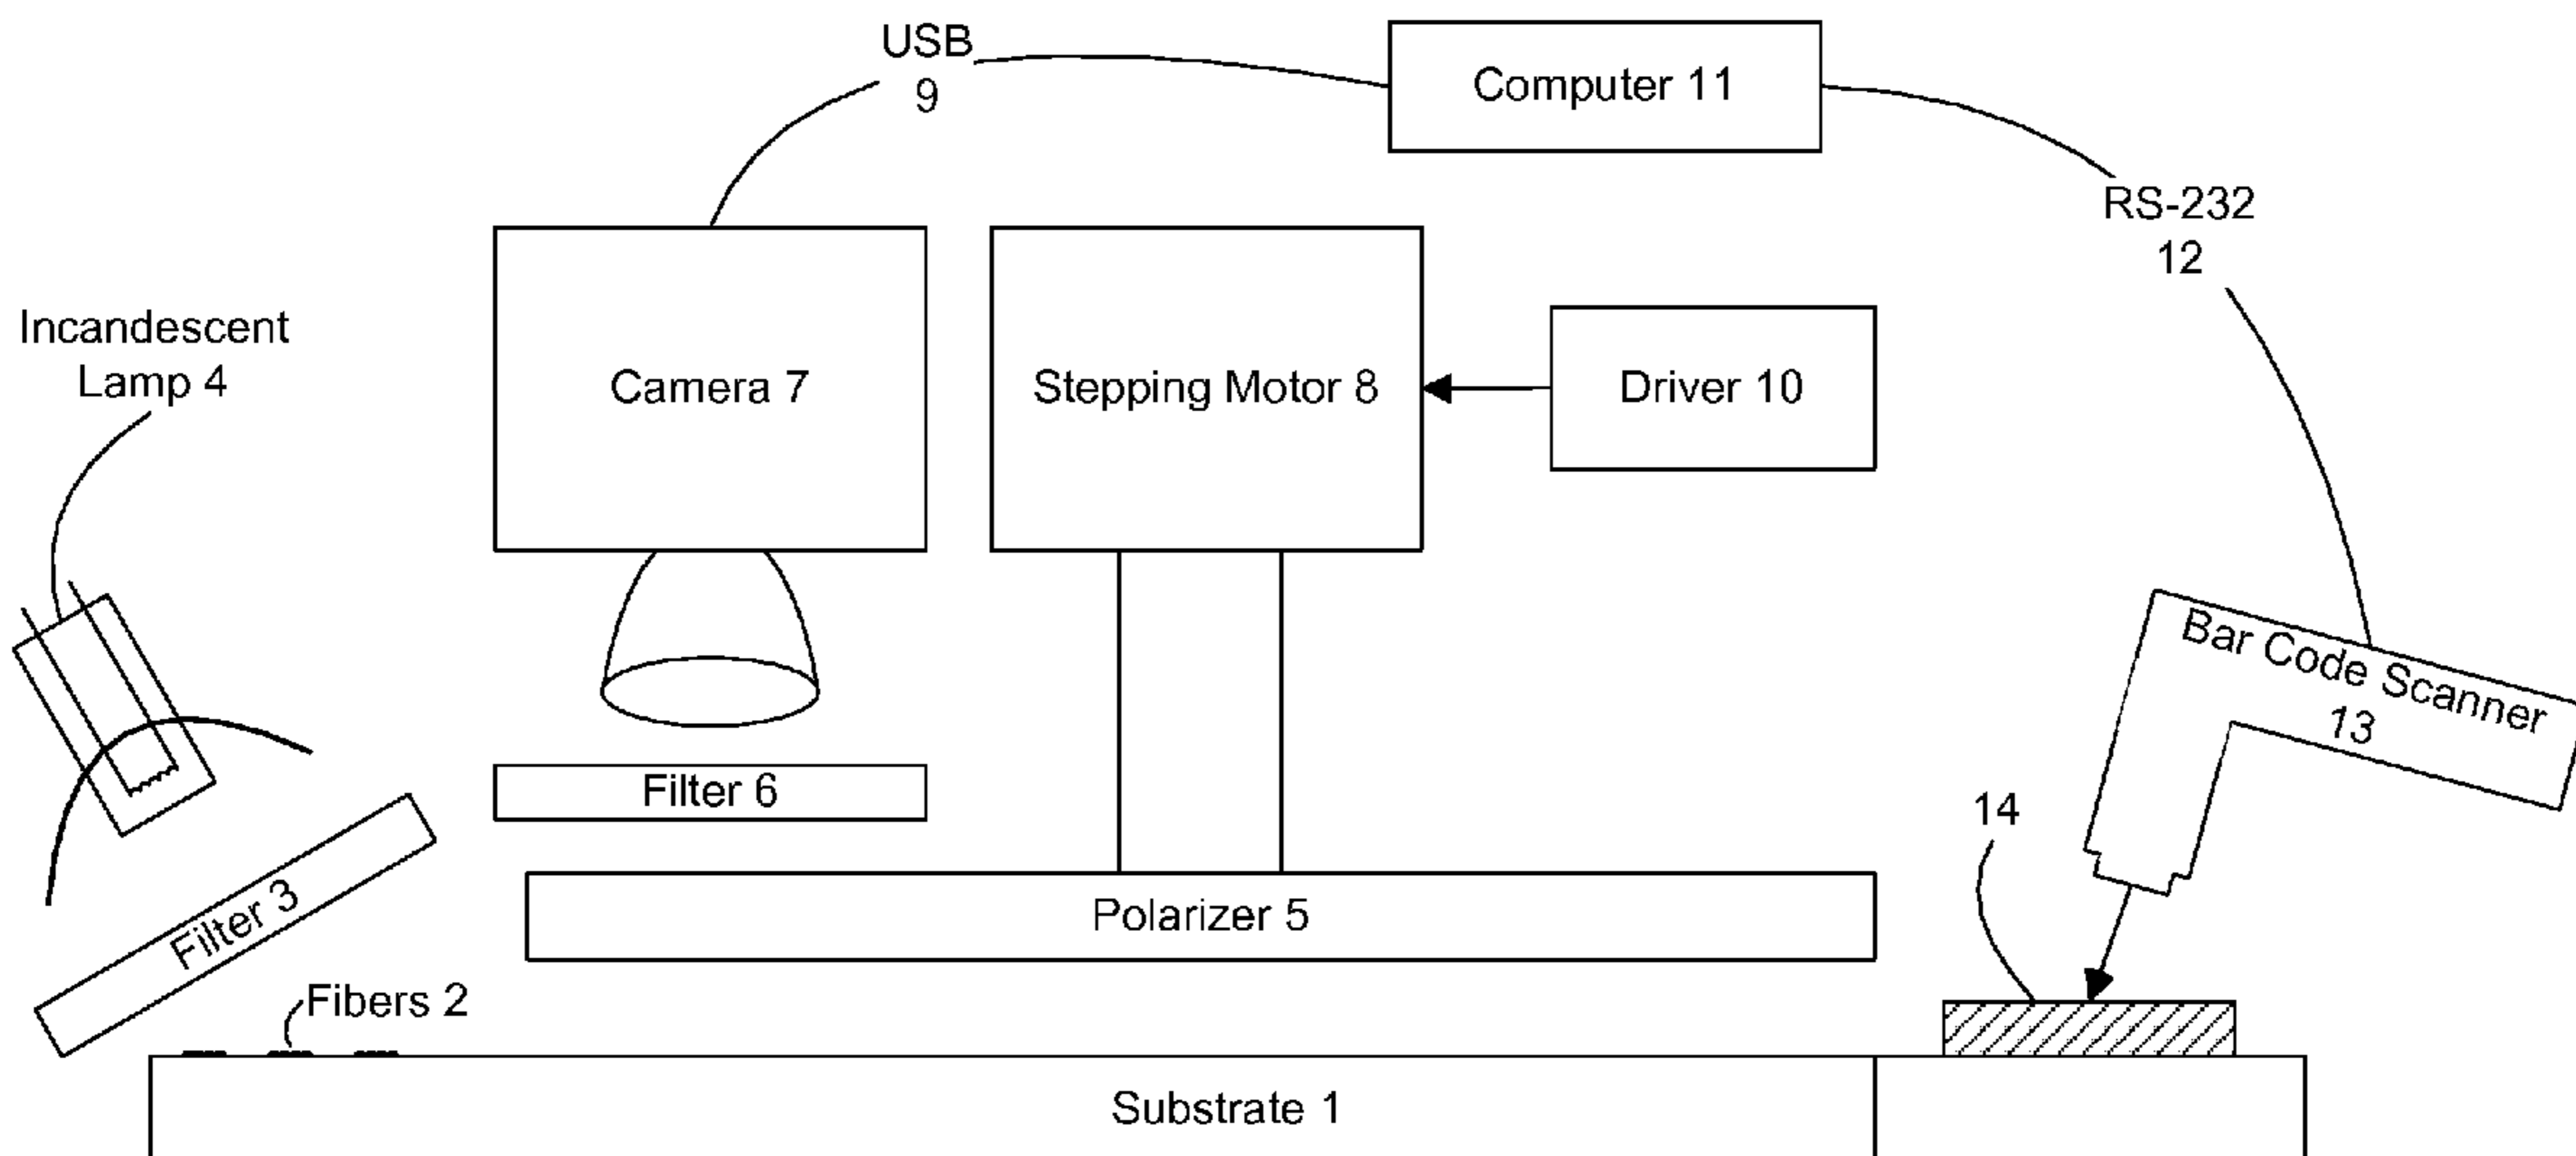 USB
9
Computer 11
RS-232
12
Incandescent
Lamp 4
Camera 7
Stepping Motor 8
Driver 10
Bar Code Scanner
13
Filter 6
14
Filter 3
Polarizer 5
Fibers 2
Substrate 1